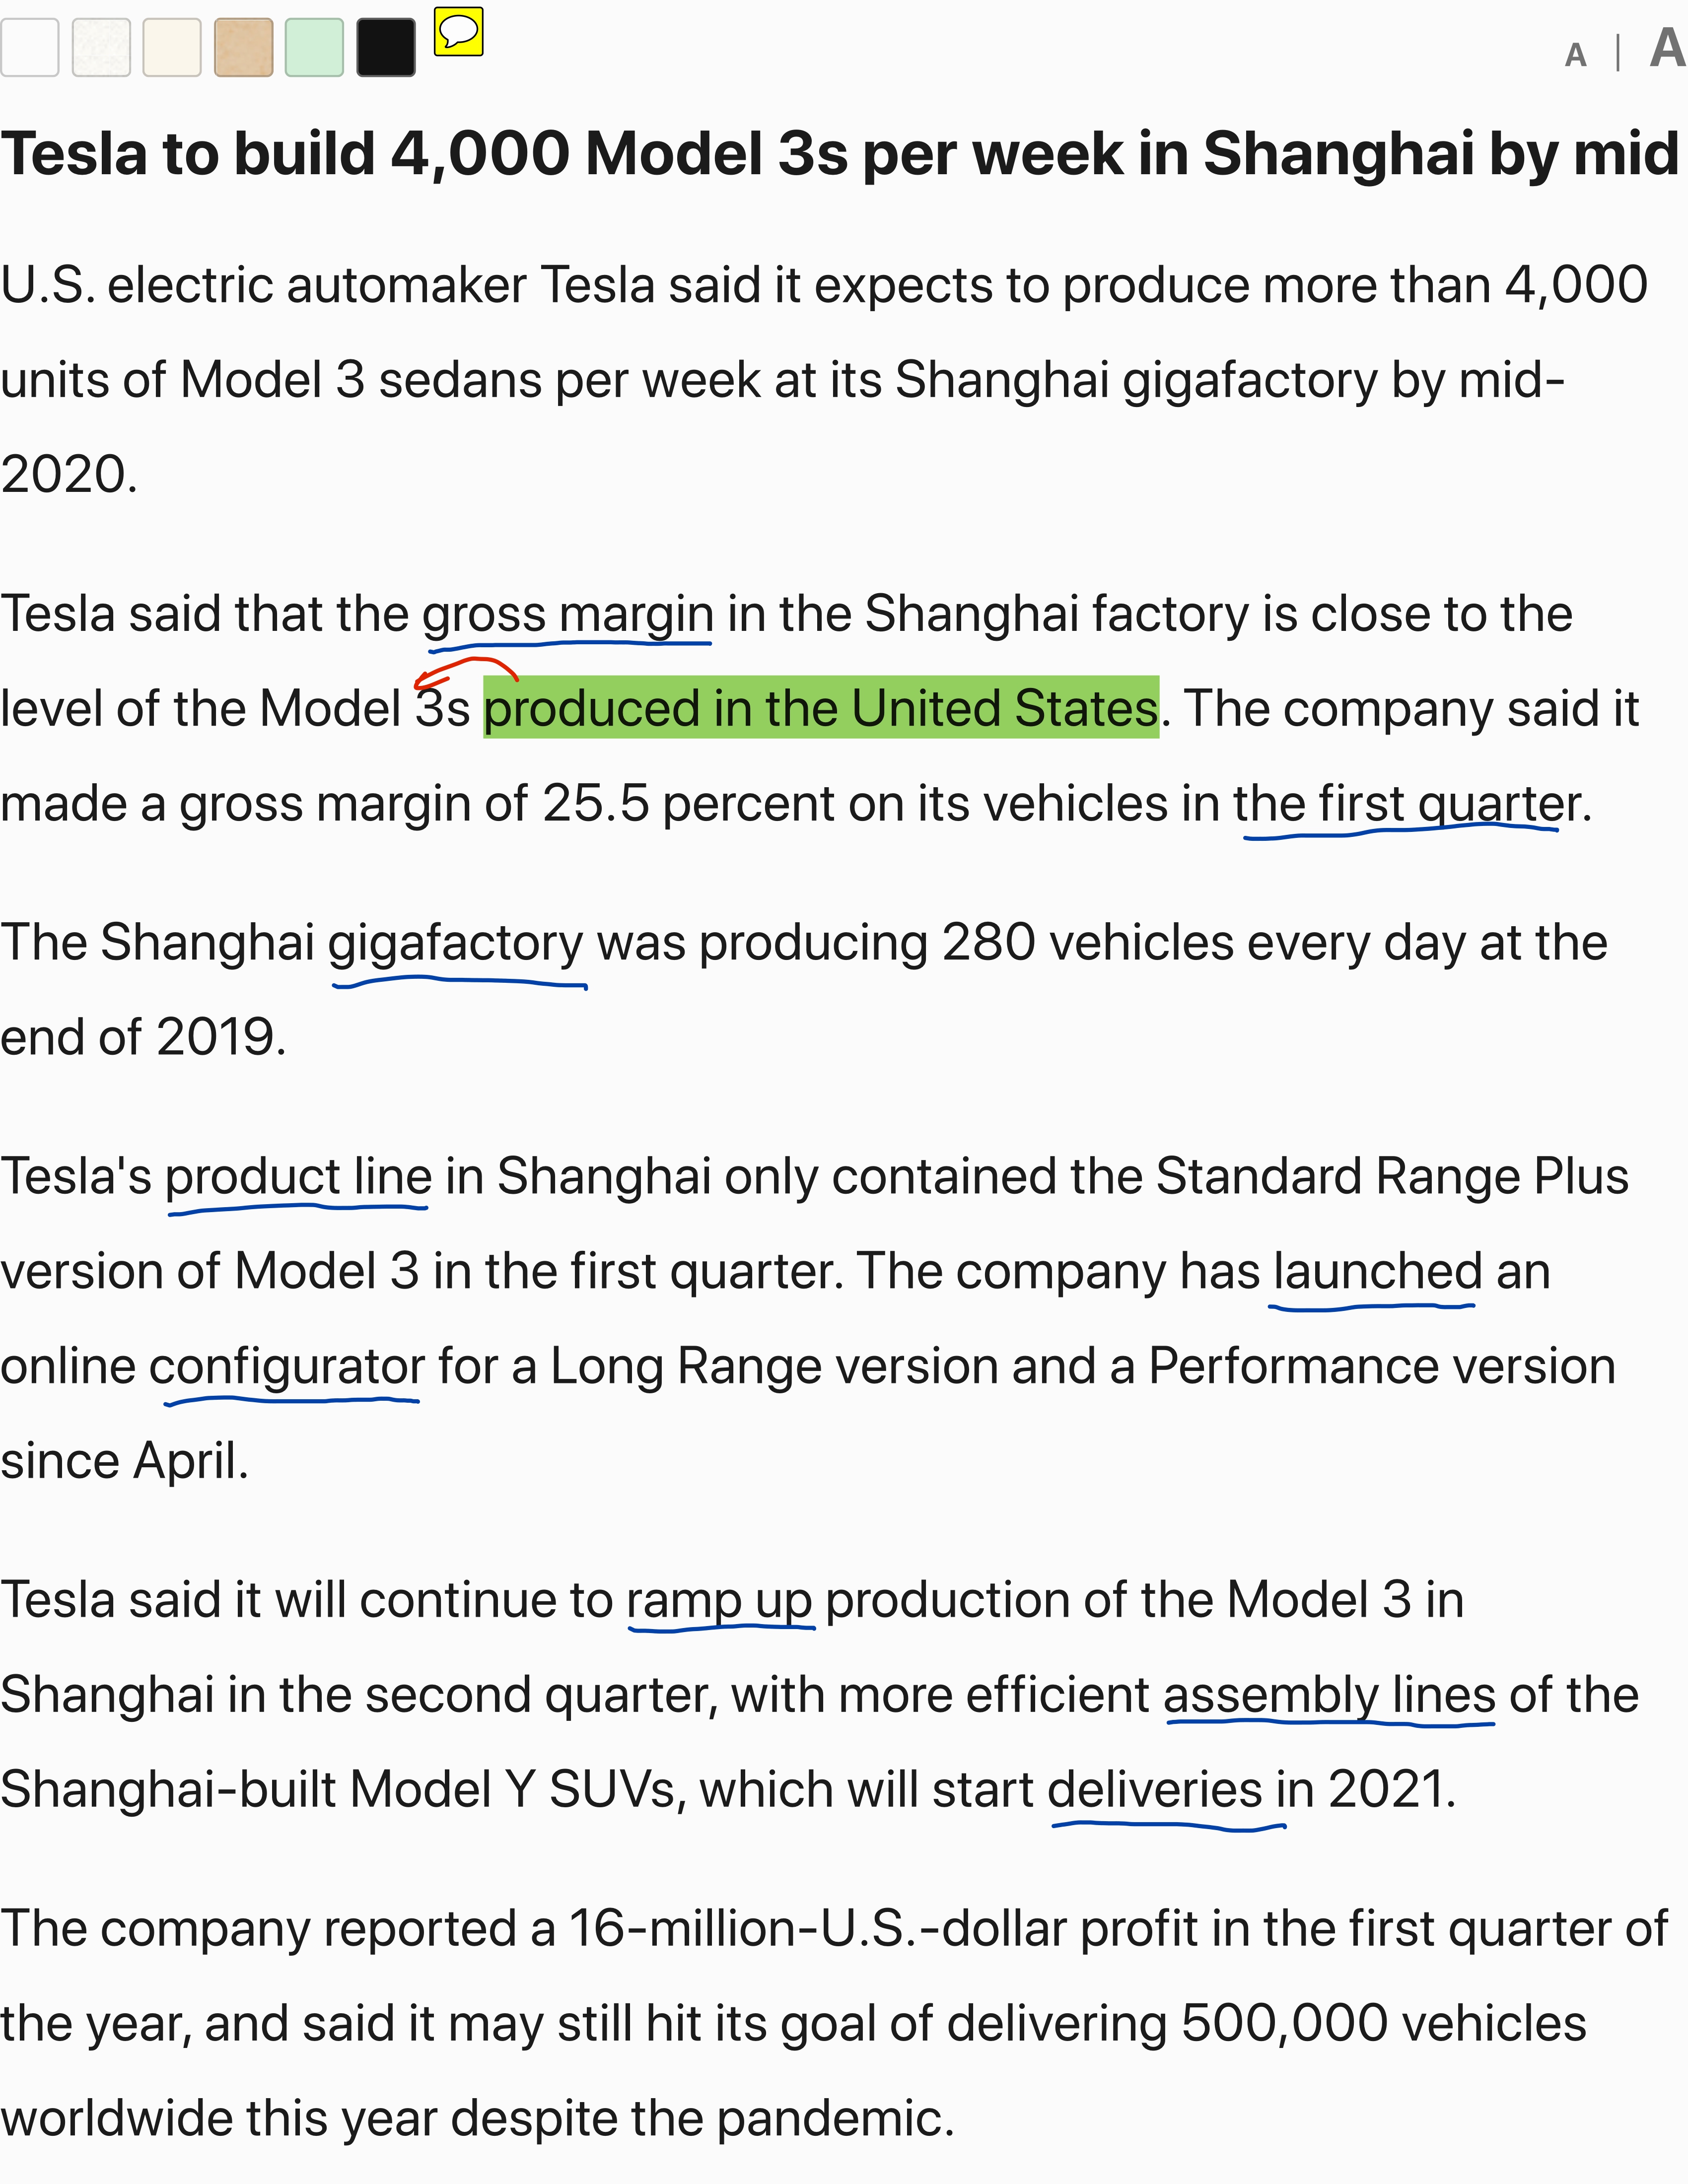 A | A
Tesla to build 4,000 Model 3s per week in Shanghai by mid
U.S. electric automaker Tesla said it expects to produce more than 4,000
units of Model 3 sedans per week at its Shanghai gigafactory by mid-
2020.
Tesla said that the gross margin in the Shanghai factory is close to the
level of the Model 3s produced in the United States. The company said it
made a gross margin of 25.5 percent on its vehicles in the first quarter.
The Shanghai gigafactory was producing 280 vehicles every day at the
end of 2019.
Tesla's product line in Shanghai only contained the Standard Range Plus
version of Model 3 in the first quarter. The company has launched an
online configurator for a Long Range version and a Performance version
since April.
Tesla said it will continue to ramp up production of the Model 3 in
Shanghai in the second quarter, with more efficient assembly lines of the
Shanghai-built Model Y SUVs, which will start deliveries in 2021.
The company reported a 16-million-U.S.-dollar profit in the first quarter of
the year, and said it may still hit its goal of delivering 500,000 vehicles
worldwide this year despite the pandemic.